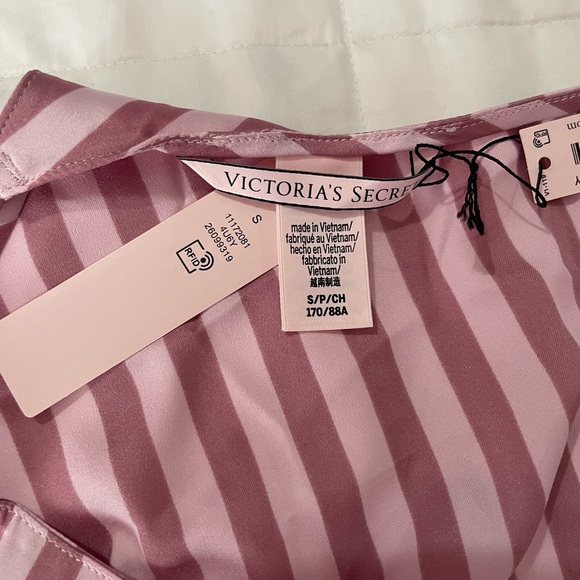 VICTORIA'S SECRE
made in Vietnam/
fabriqué au Vietnam/
hecho en Vietnam/
fabbricato in
Vietnam/
越南制造
S/P/CH
170/88A
S
11172081
4U6Y
26099319
RFID